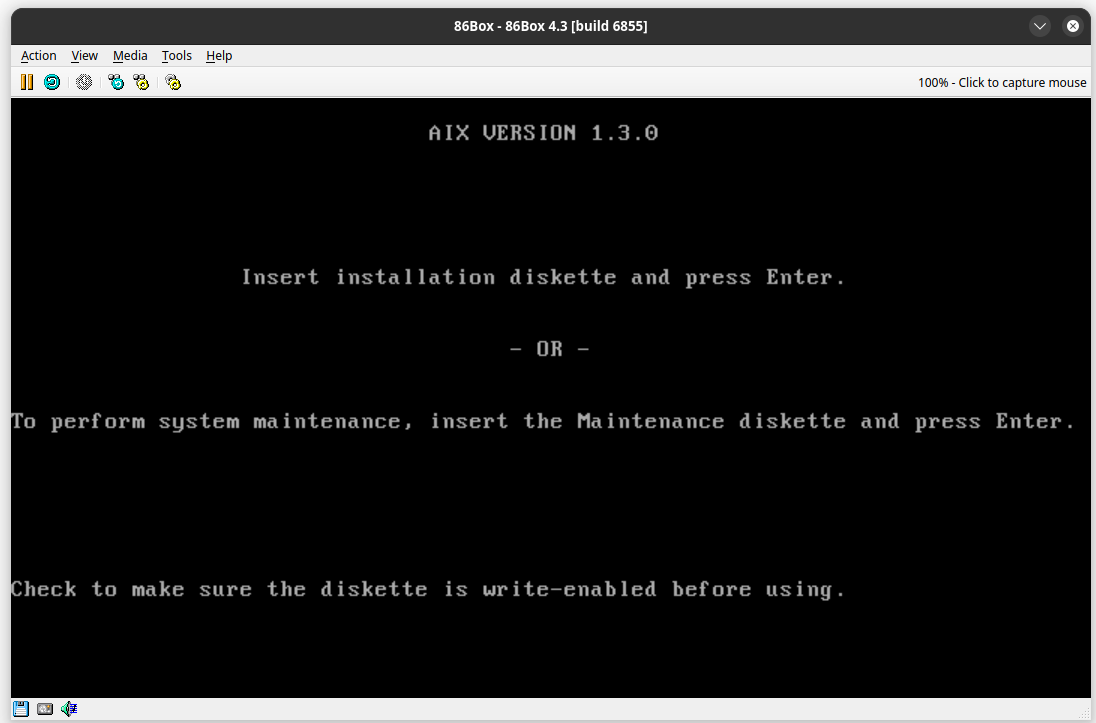 86Box - 86Box 4.3 [build 6855]
Action View Media Tools Help
100% - Click to capture mouse
AIX VERSION 1.3.0
Insert installation diskette and press Enter.
- OR -
To perform system maintenance, insert the Maintenance diskette and press Enter.
Check to make sure the diskette is write-enabled before using.